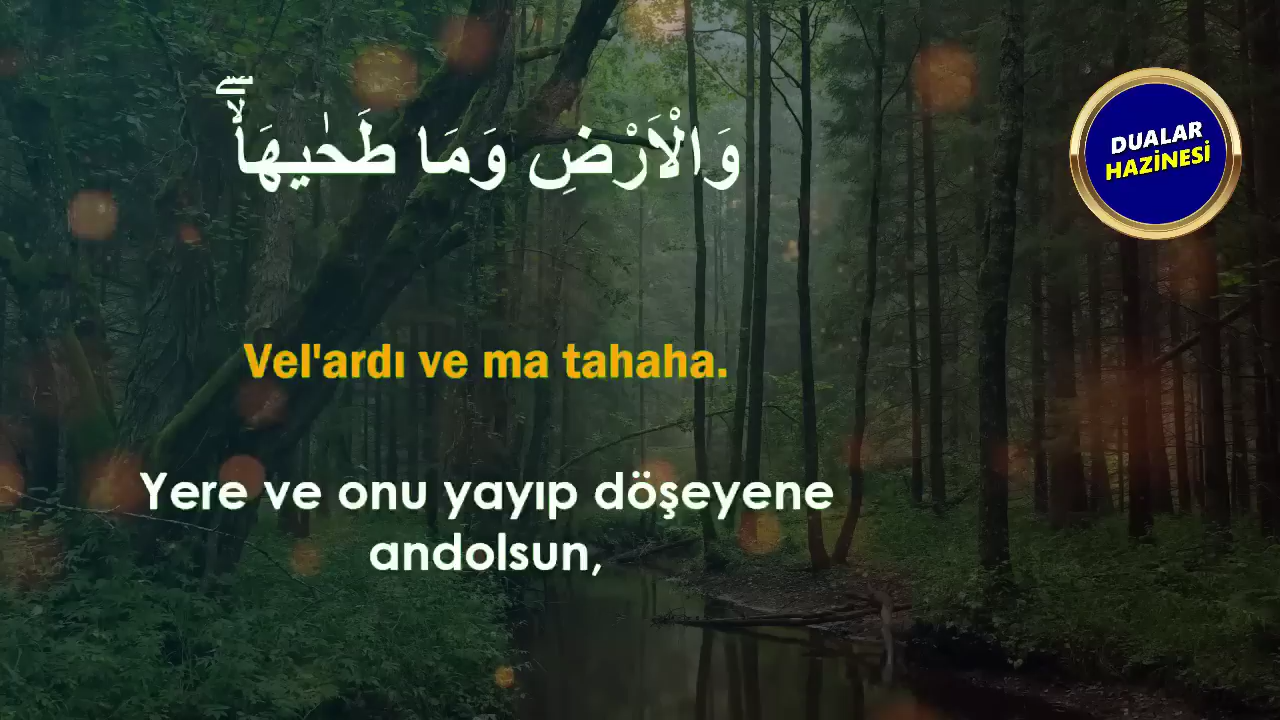 وَالْاَرْضِ وَمَا طَحٰيهَاۙۖ
Vel'ardı ve ma tahaha.
Yere ve onu yayıp döşeyene
andolsun,
DUALAR
HAZİNESİ